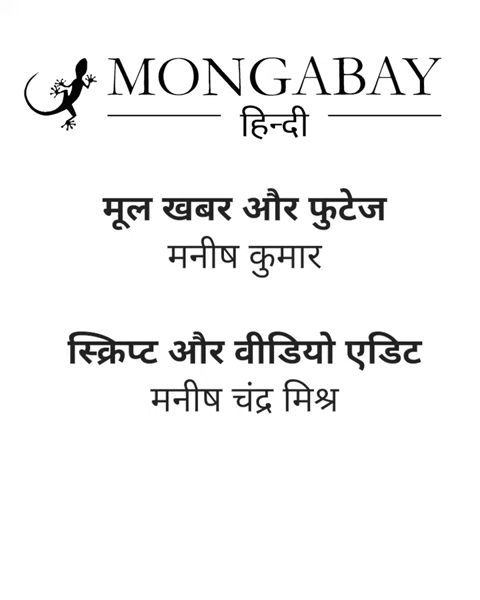 MONGABAY
हिन्दी
मूल खबर और फुटेज
मनीष कुमार
स्क्रिप्ट और वीडियो एडिट
मनीष चंद्र मिश्र